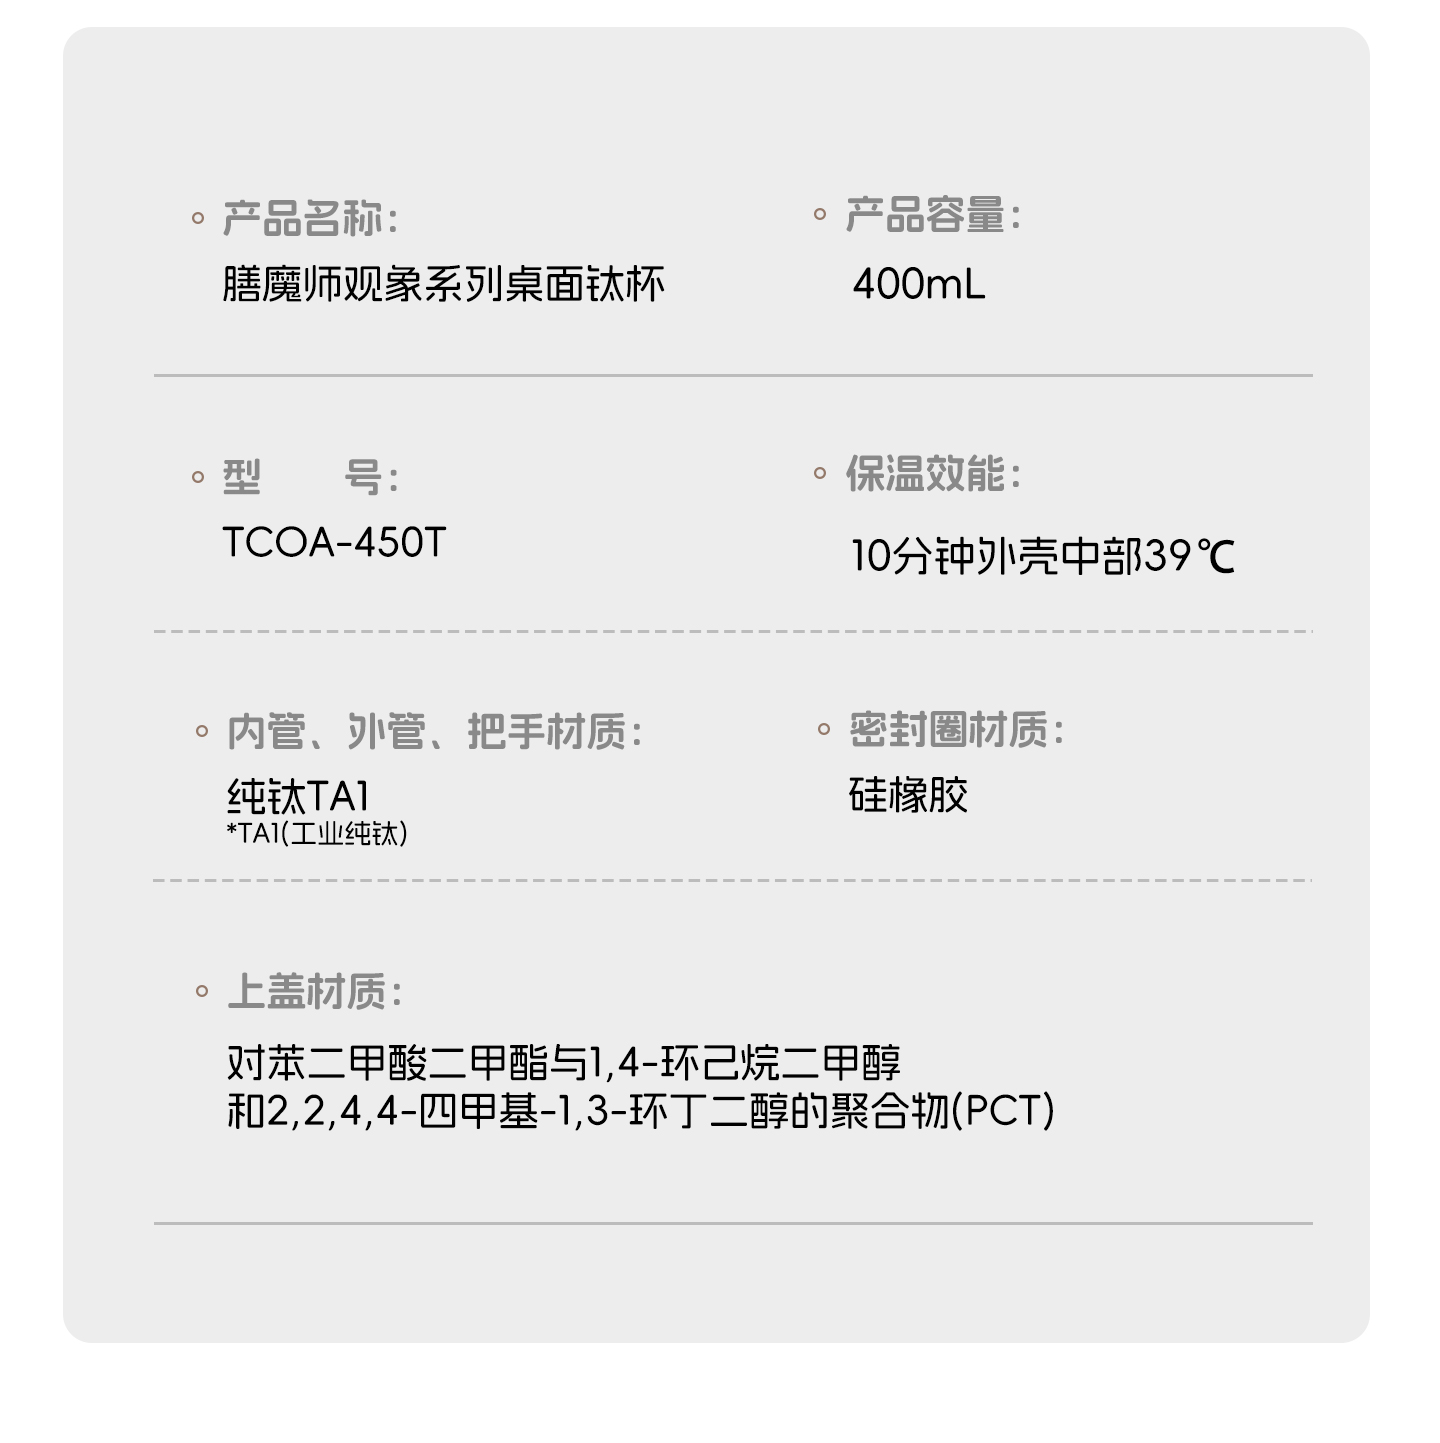 产品名称：
膳魔师观象系列桌面钛杯
产品容量：
400mL
型 号：
TCOA-450T
保温效能：
10分钟外壳中部39℃
内管、外管、把手材质：
纯钛TA1
*TA1(工业纯钛)
密封圈材质：
硅橡胶
上盖材质：
对苯二甲酸二甲酯与1,4-环己烷二甲醇
和2,2,4,4-四甲基-1,3-环丁二醇的聚合物(PCT)